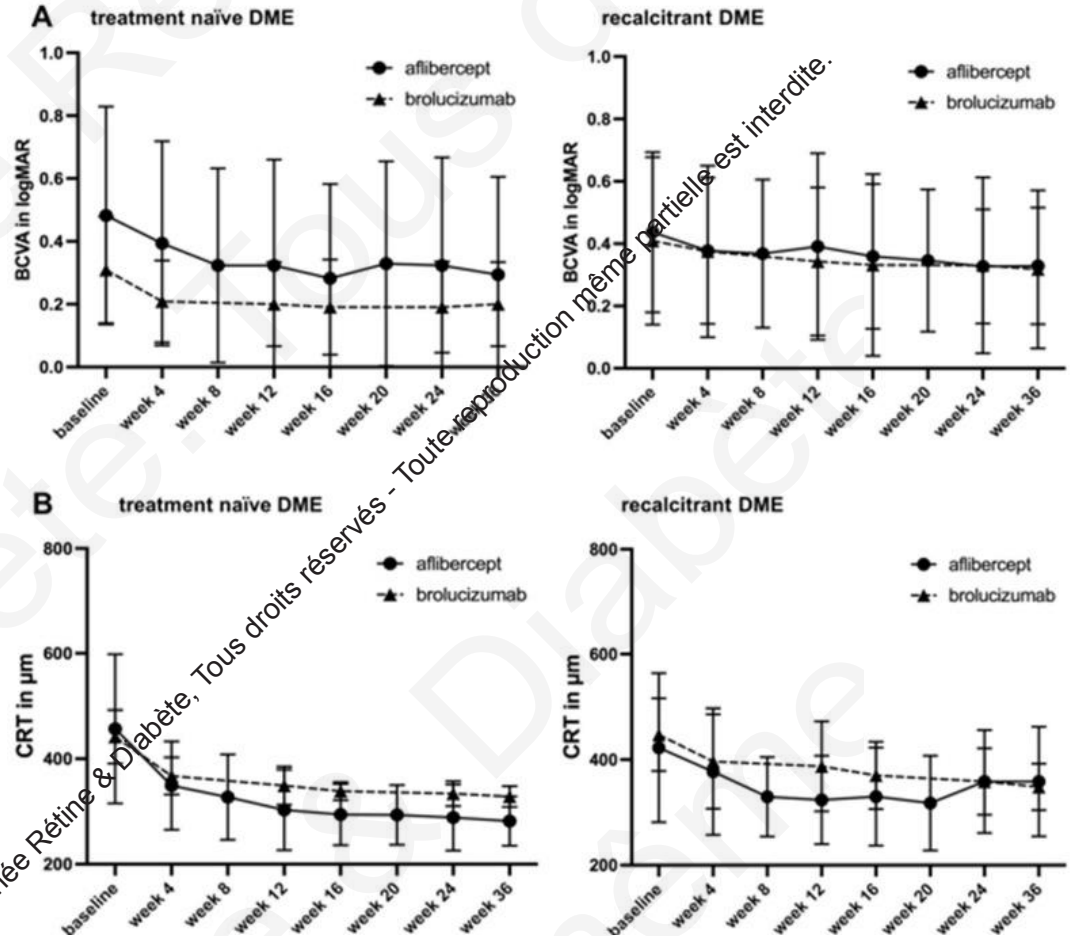 A treatment naïve DME
1.0
0.8
0.6
0.4
0.2
0.0
BCVA in logMAR
aflibercept
brolucizumab
baseline
week 4
week 8
week 12
week 16
week 20
week 24
recalcitrant DME
1.0
0.8
0.6
0.4
0.2
0.0
BCVA in logMAR
aflibercept
brolucizumab
baseline
week 4
week 8
week 12
week 16
week 20
week 24
week 36
B treatment naïve DME
800
600
400
200
CRT in µm
aflibercept
brolucizumab
baseline
week 4
week 8
week 12
week 16
week 20
week 24
week 36
recalcitrant DME
800
600
400
200
CRT in µm
aflibercept
brolucizumab
baseline
week 4
week 8
week 12
week 16
week 20
week 24
week 36
Rétine & Diabète, Tous droits réservés - Toute reproduction même partielle est interdite.